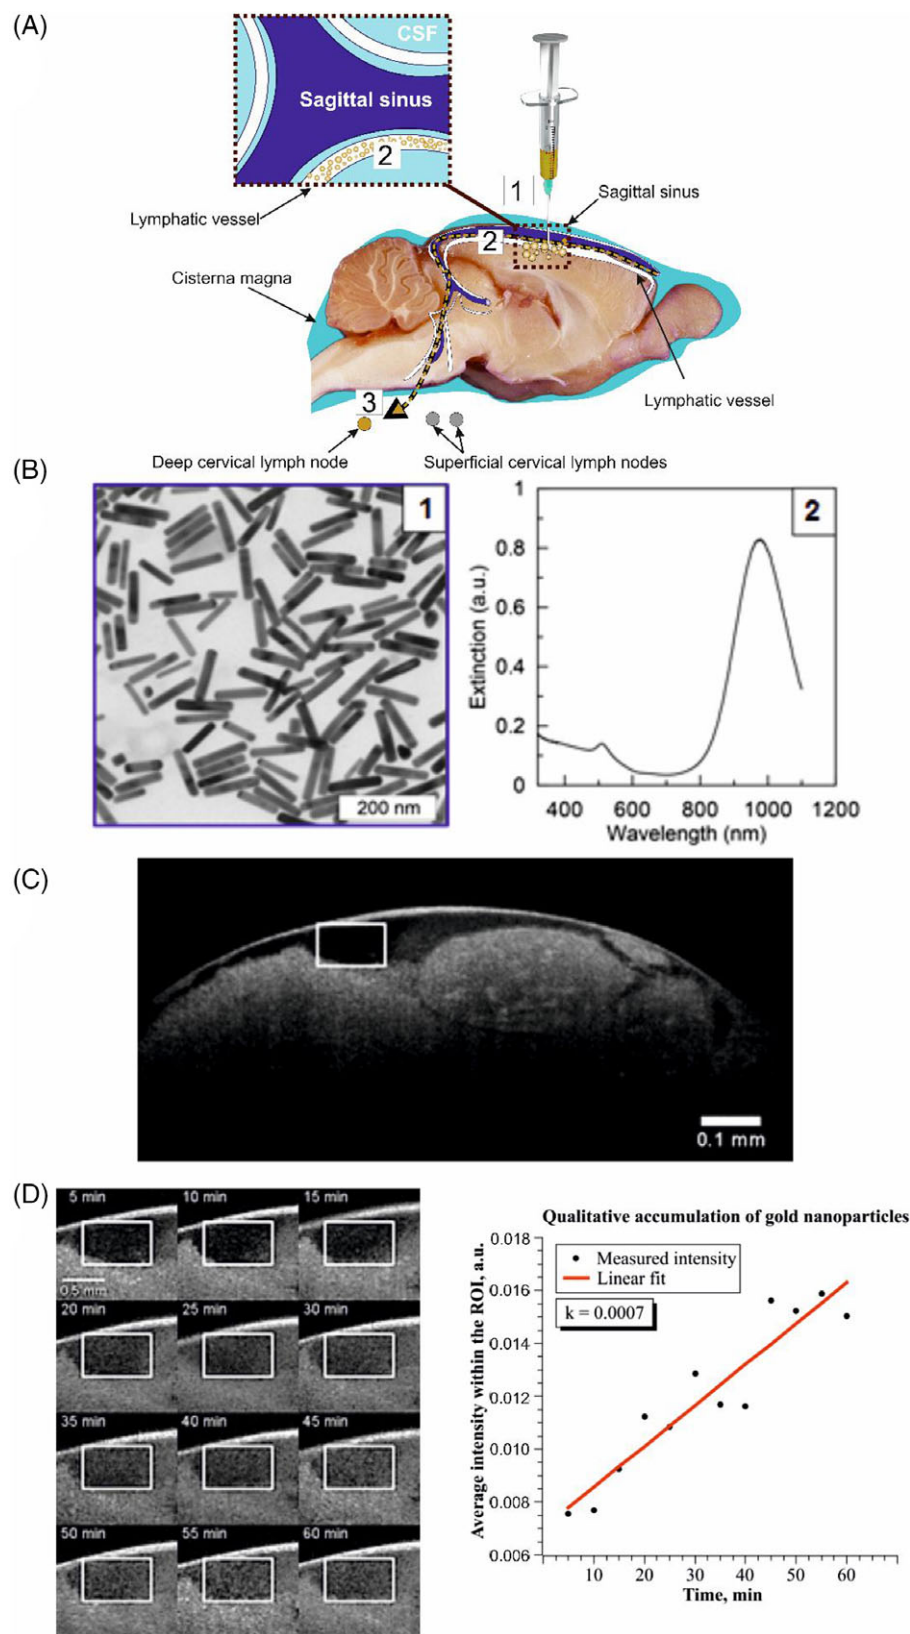 (A)
CSF
Sagittal sinus
2
1
Sagittal sinus
Lymphatic vessel
2
Cisterna magna
Lymphatic vessel
3
Deep cervical lymph node
Superficial cervical lymph nodes
(B)
1
200 nm
2
Extinction (a.u.)
1
0.8
0.6
0.4
0.2
0
400
600
800
1000
1200
Wavelength (nm)
(C)
0.1 mm
(D)
5 min
10 min
15 min
0.5 mm
20 min
25 min
30 min
35 min
40 min
45 min
50 min
55 min
60 min
Qualitative accumulation of gold nanoparticles
Average intensity within the ROI, a.u.
0.018
0.016
0.014
0.012
0.010
0.008
0.006
Measured intensity
Linear fit
k = 0.0007
10
20
30
40
50
60
Time, min